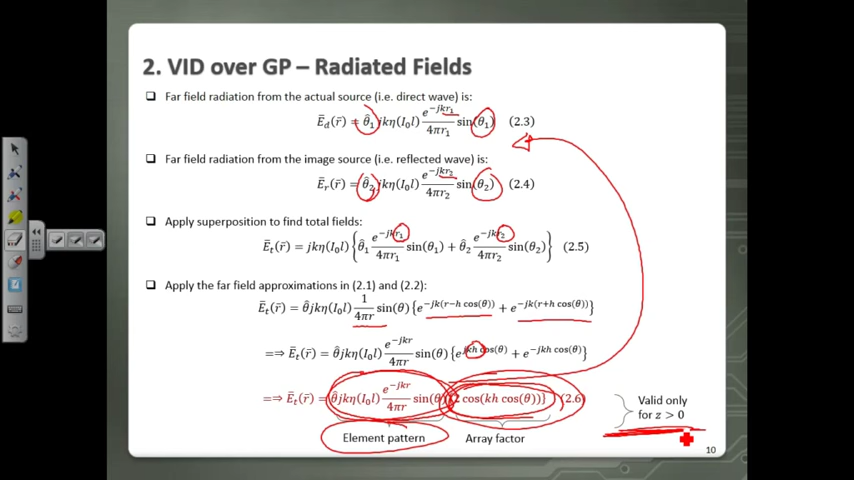 2. VID over GP – Radiated Fields
❑ Far field radiation from the actual source (i.e. direct wave) is:
Ē_d(r̄) = θ̂₁jkη(I₀l) e^{−jkr₁}/4πr₁ sin(θ₁) (2.3)
❑ Far field radiation from the image source (i.e. reflected wave) is:
Ē_r(r̄) = θ̂₂jkη(I₀l) e^{−jkr₂}/4πr₂ sin(θ₂) (2.4)
❑ Apply superposition to find total fields:
Ē_t(r̄) = jkη(I₀l) {θ̂₁ e^{−jkr₁}/4πr₁ sin(θ₁) + θ̂₂ e^{−jkr₂}/4πr₂ sin(θ₂)} (2.5)
❑ Apply the far field approximations in (2.1) and (2.2):
Ē_t(r̄) = θ̂jkη(I₀l) 1/4πr sin(θ) {e^{−jk(r−h cos(θ))} + e^{−jk(r+h cos(θ))}}
=⇒ Ē_t(r̄) = θ̂jkη(I₀l) e^{−jkr}/4πr sin(θ) {e^{jkh cos(θ)} + e^{−jkh cos(θ)}}
=⇒ Ē_t(r̄) = θ̂jkη(I₀l) e^{−jkr}/4πr sin(θ) {2 cos(kh cos(θ))} (2.6)
Valid only
for z > 0
Element pattern Array factor
10